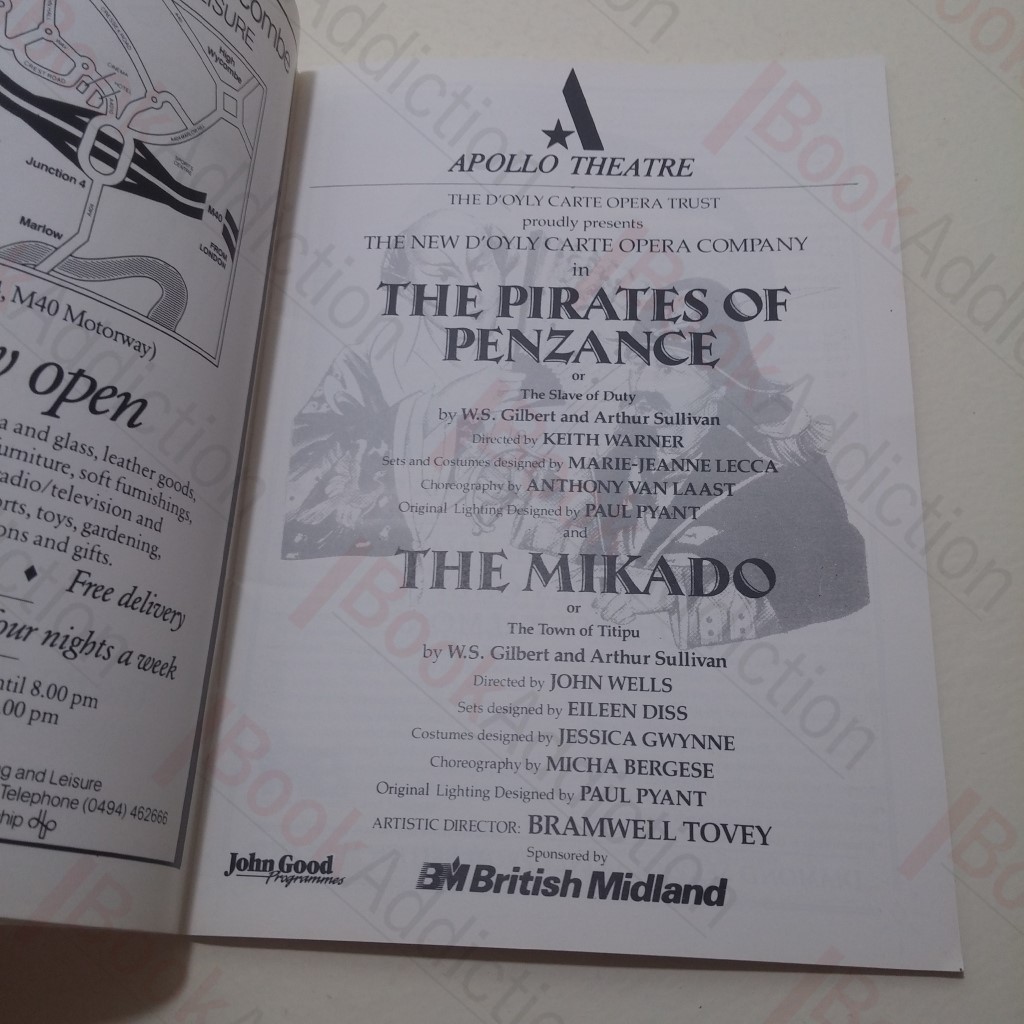 combe
LEISURE
High
Wycombe
CREST ROAD
Junction 4
Marlow
M40
FROM
LONDON
, M40 Motorway)
open
a and glass, leather goods,
urniture, soft furnishings,
adio/television and
orts, toys, gardening,
ons and gifts.
Free delivery
our nights a week
ntil 8.00 pm
.00 pm
g and Leisure
Telephone (0494) 462666
hip
APOLLO THEATRE
THE D'OYLY CARTE OPERA TRUST
proudly presents
THE NEW D'OYLY CARTE OPERA COMPANY
in
THE PIRATES OF
PENZANCE
or
The Slave of Duty
by W.S. Gilbert and Arthur Sullivan
Directed by KEITH WARNER
Sets and Costumes designed by MARIE-JEANNE LECCA
Choreography by ANTHONY VAN LAAST
Original Lighting Designed by PAUL PYANT
and
THE MIKADO
or
The Town of Titipu
by W.S. Gilbert and Arthur Sullivan
Directed by JOHN WELLS
Sets designed by EILEEN DISS
Costumes designed by JESSICA GWYNNE
Choreography by MICHA BERGESE
Original Lighting Designed by PAUL PYANT
ARTISTIC DIRECTOR: BRAMWELL TOVEY
Sponsored by
BM British Midland
John Good
Programmes
BookAddiction